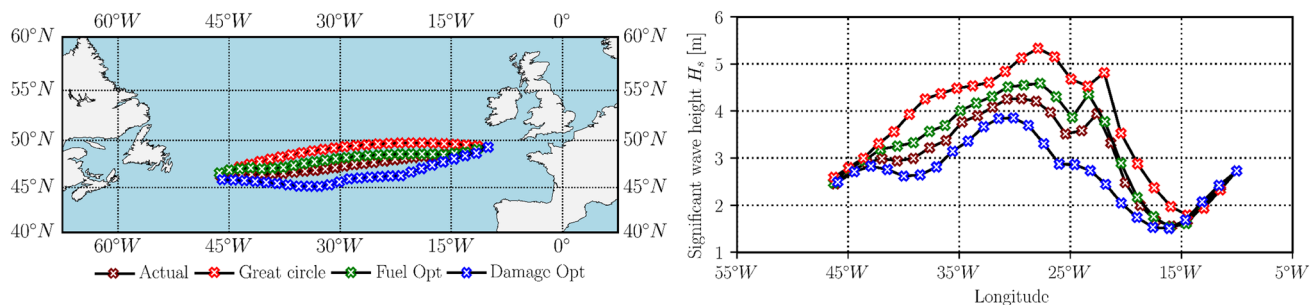 60°W 45°W 30°W 15°W 0°
60°N 60°N
55°N 55°N
50°N 50°N
45°N 45°N
40°N 40°N
60°W 45°W 30°W 15°W 0°
Actual Great circle Fuel Opt Damage Opt
Significant wave height H_s [m]
6
5
4
3
2
1
55°W 45°W 35°W 25°W 15°W 5°W
Longitude